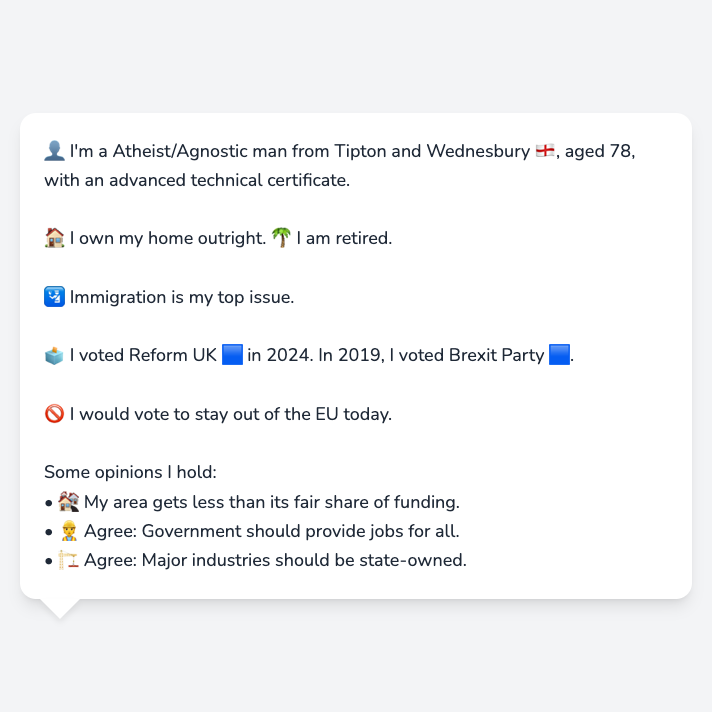 👤 I'm a Atheist/Agnostic man from Tipton and Wednesbury 🏴󠁧󠁢󠁥󠁮󠁧󠁿, aged 78,
with an advanced technical certificate.
🏠 I own my home outright. 🌴 I am retired.
🛂 Immigration is my top issue.
🗳️ I voted Reform UK 🟦 in 2024. In 2019, I voted Brexit Party 🟦.
🚫 I would vote to stay out of the EU today.
Some opinions I hold:
• 🏚️ My area gets less than its fair share of funding.
• 👷 Agree: Government should provide jobs for all.
• 🏗️ Agree: Major industries should be state-owned.